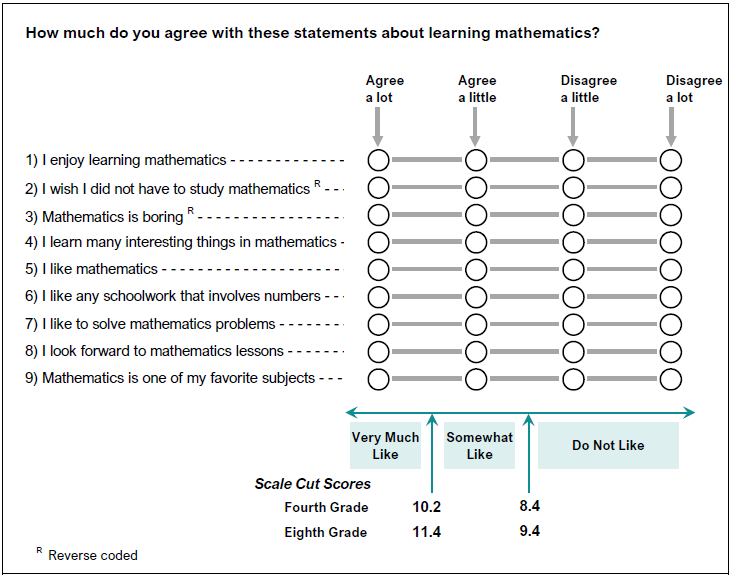 How much do you agree with these statements about learning mathematics?
Agree a lot
Agree a little
Disagree a little
Disagree a lot
1) I enjoy learning mathematics - - - - - - - - - - - - -
2) I wish I did not have to study mathematics R - - -
3) Mathematics is boring R - - - - - - - - - - - - - - - -
4) I learn many interesting things in mathematics -
5) I like mathematics - - - - - - - - - - - - - - - - - - - -
6) I like any schoolwork that involves numbers - - -
7) I like to solve mathematics problems - - - - - - - -
8) I look forward to mathematics lessons - - - - - - -
9) Mathematics is one of my favorite subjects - - -
Very Much Like
Somewhat Like
Do Not Like
Scale Cut Scores
Fourth Grade 10.2 8.4
Eighth Grade 11.4 9.4
R Reverse coded